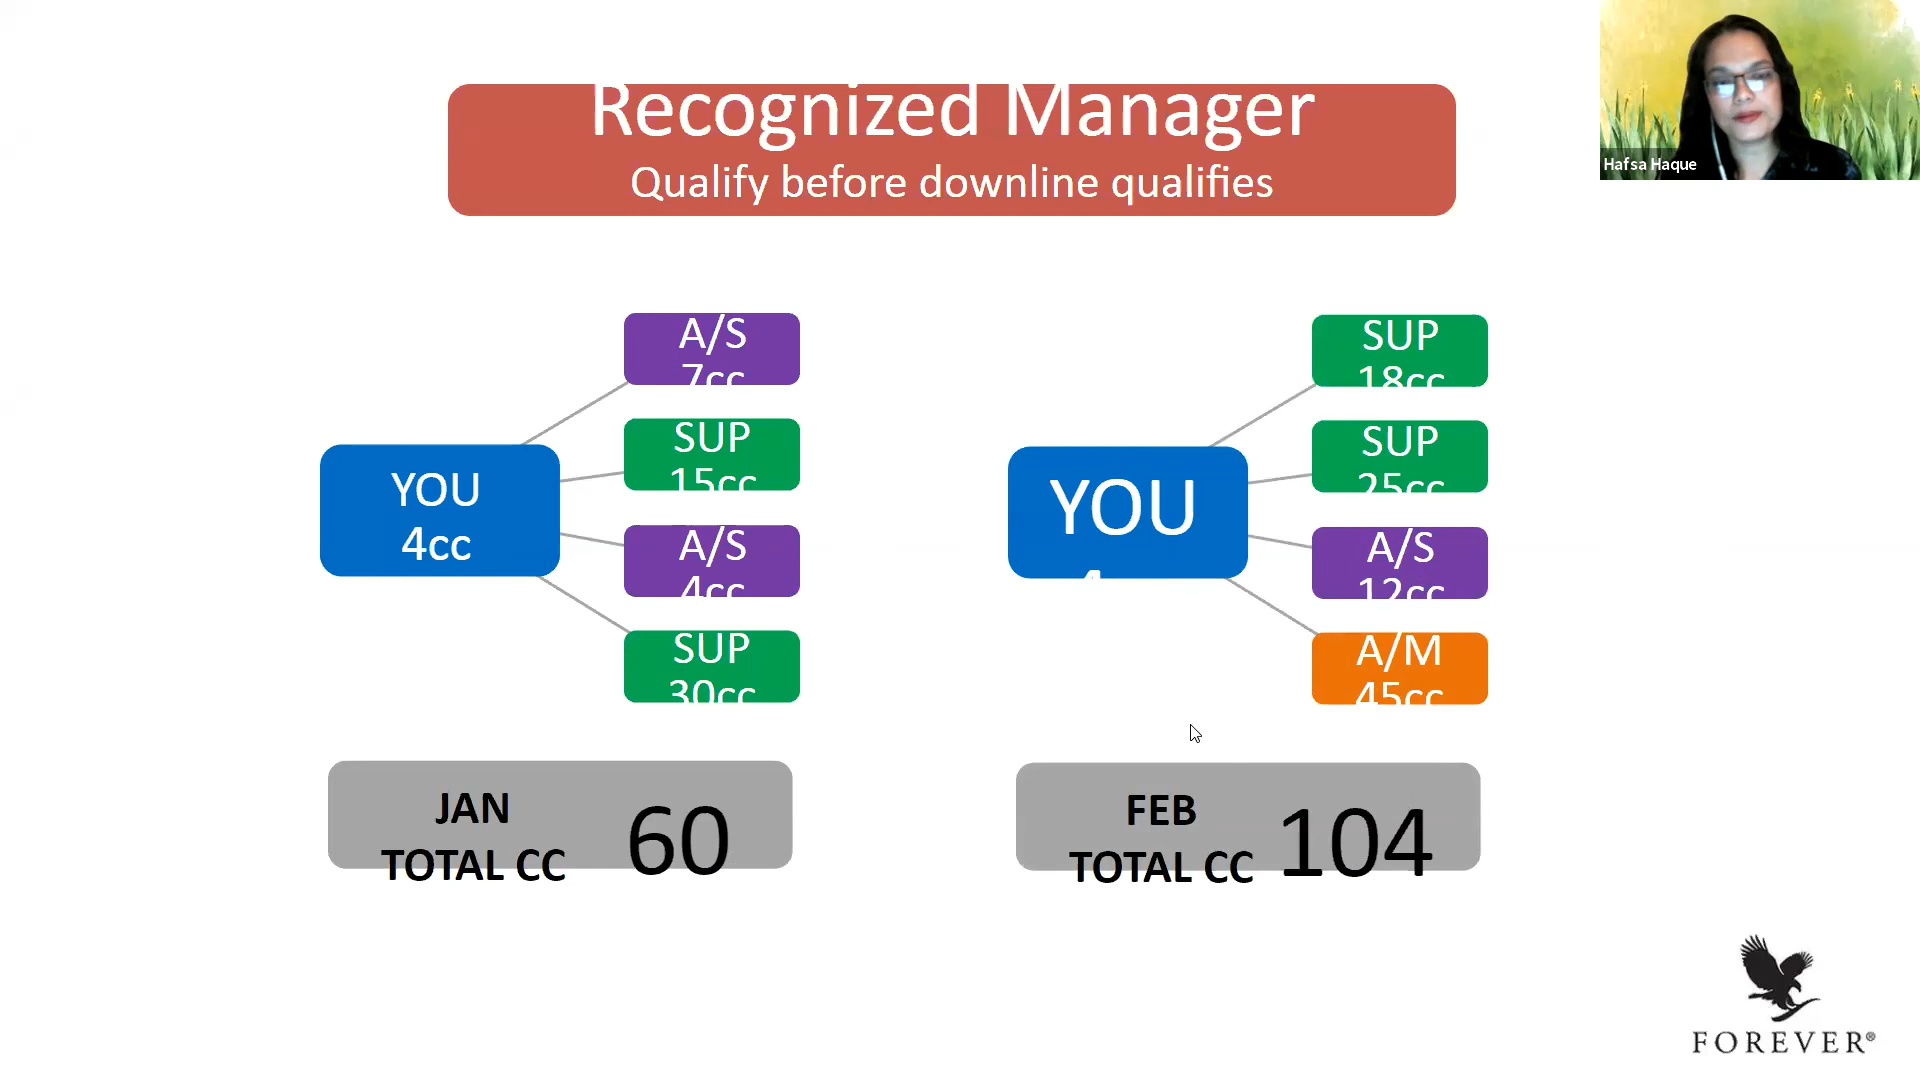 Recognized Manager
Qualify before downline qualifies
Hafsa Haque
A/S
7cc
SUP
15cc
YOU
4cc
A/S
4cc
SUP
30cc
JAN
TOTAL CC
60
SUP
18cc
SUP
25cc
YOU
A/S
12cc
A/M
45cc
FEB
TOTAL CC
104
FOREVER®